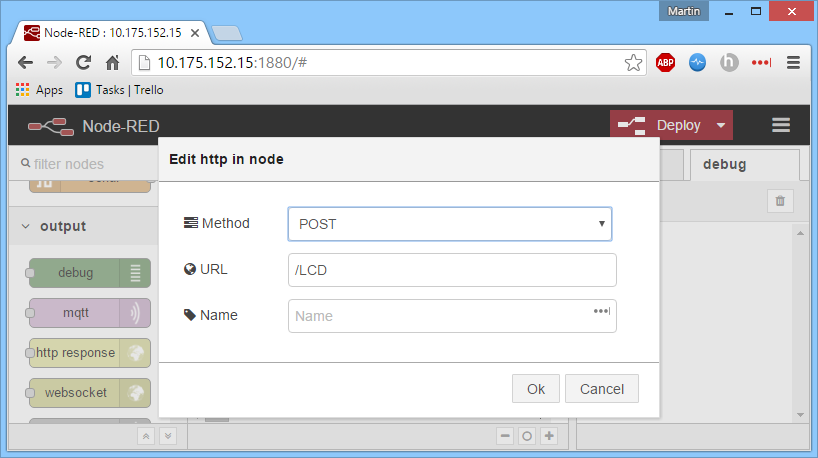 Martin
Node-RED : 10.175.152.15
10.175.152.15:1880/#
ABP
h
Apps
Tasks | Trello
Node-RED
Deploy
filter nodes
Edit http in node
debug
Method
POST
output
URL
/LCD
debug
mqtt
Name
Name
http response
websocket
Ok
Cancel